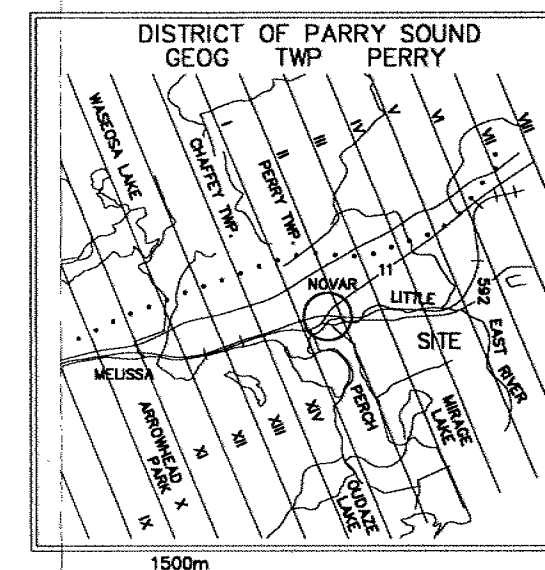 DISTRICT OF PARRY SOUND
GEOG TWP PERRY
WASEOSA LAKE
CHAFFEY TWP.
I
II
PERRY TWP.
III
IV
V
VI
VII
VIII
11
NOVAR
LITTLE
592
SITE
EAST RIVER
MELISSA
ARROWHEAD
PARK
IX
X
XI
XII
XIII
XIV
PERCH
OUDAZE
LAKE
MIRAGE
LAKE
1500m